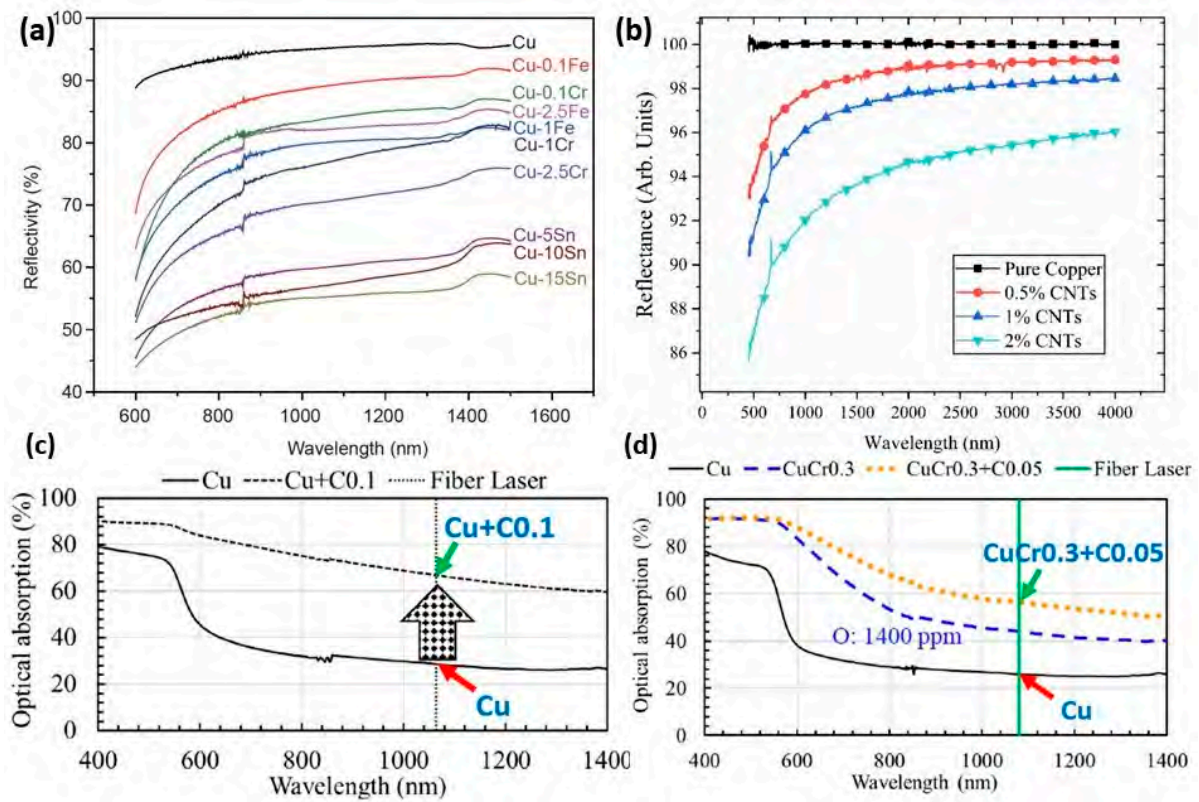 (a)
100
90
80
70
60
50
40
Reflectivity (%)
600
800
1000
1200
1400
1600
Wavelength (nm)
Cu
Cu-0.1Fe
Cu-0.1Cr
Cu-2.5Fe
Cu-1Fe
Cu-1Cr
Cu-2.5Cr
Cu-5Sn
Cu-10Sn
Cu-15Sn
(b)
100
98
96
94
92
90
88
86
Reflectance (Arb. Units)
0
500
1000
1500
2000
2500
3000
3500
4000
Wavelength (nm)
Pure Copper
0.5% CNTs
1% CNTs
2% CNTs
(c)
Cu
Cu+C0.1
Fiber Laser
100
80
60
40
20
0
Optical absorption (%)
Cu+C0.1
Cu
400
600
800
1000
1200
1400
Wavelength (nm)
(d)
Cu
CuCr0.3
CuCr0.3+C0.05
Fiber Laser
100
80
60
40
20
0
Optical absorption (%)
CuCr0.3+C0.05
O: 1400 ppm
Cu
400
600
800
1000
1200
1400
Wavelength (nm)